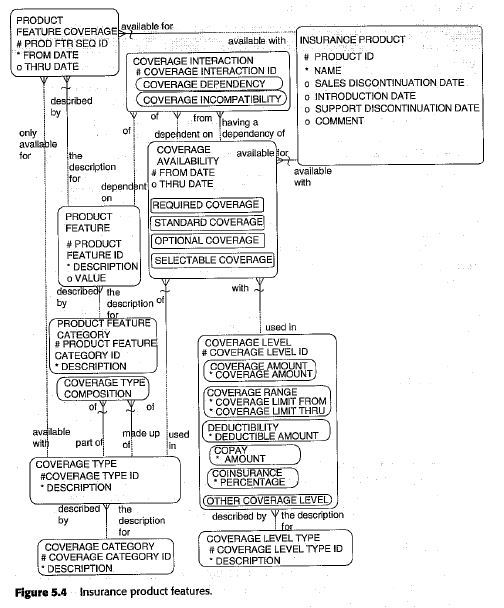 PRODUCT
FEATURE COVERAGE
# PROD FTR SEQ ID
* FROM DATE
o THRU DATE
available for
available with
COVERAGE INTERACTION
# COVERAGE INTERACTION ID
COVERAGE DEPENDENCY
COVERAGE INCOMPATIBILITY
INSURANCE PRODUCT
# PRODUCT ID
* NAME
o SALES DISCONTINUATION DATE
o INTRODUCTION DATE
o SUPPORT DISCONTINUATION DATE
o COMMENT
described
by
only
available
for
the
description
for
of
of
dependent on
from
having a
dependency of
dependent
on
COVERAGE
AVAILABILITY
# FROM DATE
o THRU DATE
REQUIRED COVERAGE
STANDARD COVERAGE
OPTIONAL COVERAGE
SELECTABLE COVERAGE
available for
available
with
PRODUCT
FEATURE
# PRODUCT
FEATURE ID
* DESCRIPTION
o VALUE
described
by
the
description
for
of
with
used in
PRODUCT FEATURE
CATEGORY
# PRODUCT FEATURE
CATEGORY ID
* DESCRIPTION
COVERAGE TYPE
COMPOSITION
of
of
available
with
part of
made up
of
used
in
COVERAGE LEVEL
# COVERAGE LEVEL ID
COVERAGE AMOUNT
* COVERAGE AMOUNT
COVERAGE RANGE
* COVERAGE LIMIT FROM
* COVERAGE LIMIT THRU
DEDUCTIBILITY
* DEDUCTIBLE AMOUNT
COPAY
* AMOUNT
COINSURANCE
* PERCENTAGE
OTHER COVERAGE LEVEL
COVERAGE TYPE
#COVERAGE TYPE ID
* DESCRIPTION
described
by
the
description
for
described by
the description
for
COVERAGE CATEGORY
# COVERAGE CATEGORY ID
* DESCRIPTION
COVERAGE LEVEL TYPE
# COVERAGE LEVEL TYPE ID
* DESCRIPTION
Figure 5.4 Insurance product features.